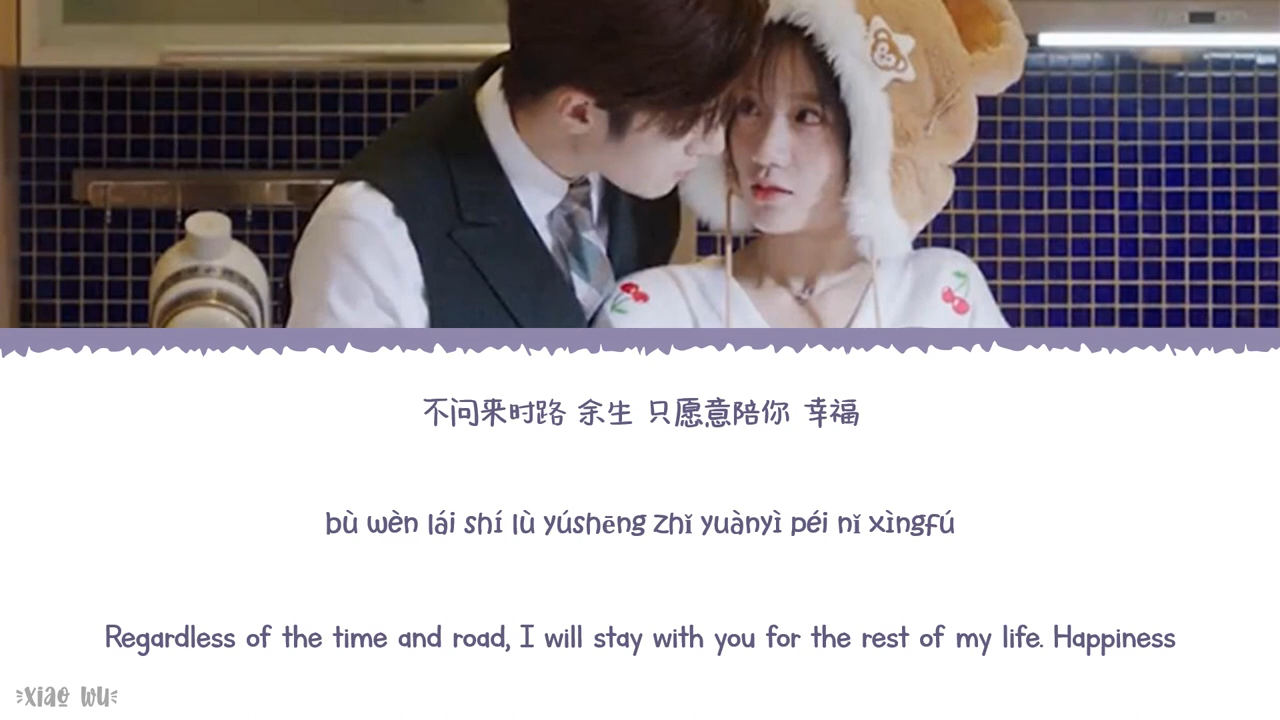 不问来时路 余生 只愿意陪你 幸福
bù wèn lái shí lù yúshēng zhǐ yuànyì péi nǐ xìngfú
Regardless of the time and road, I will stay with you for the rest of my life. Happiness
xiao wu